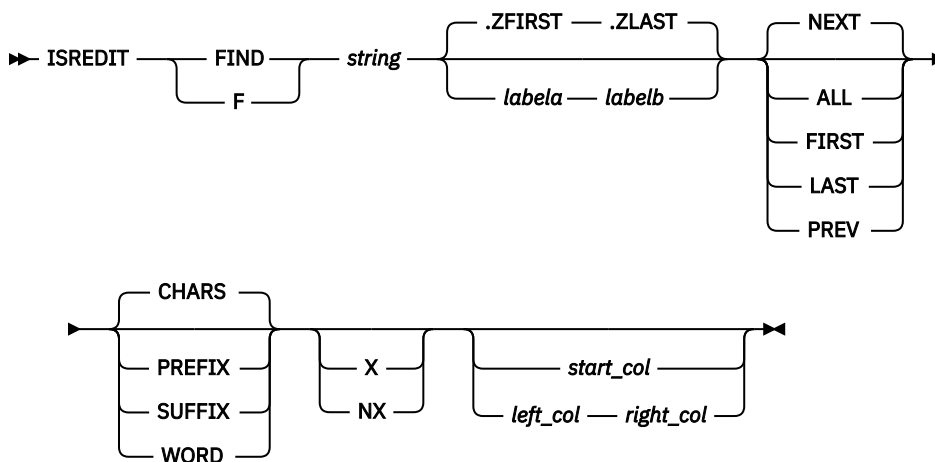 .ZFIRST .ZLAST NEXT
ISREDIT FIND string
F labela labelb ALL
FIRST
LAST
PREV
CHARS
PREFIX X start_col
SUFFIX NX left_col right_col
WORD